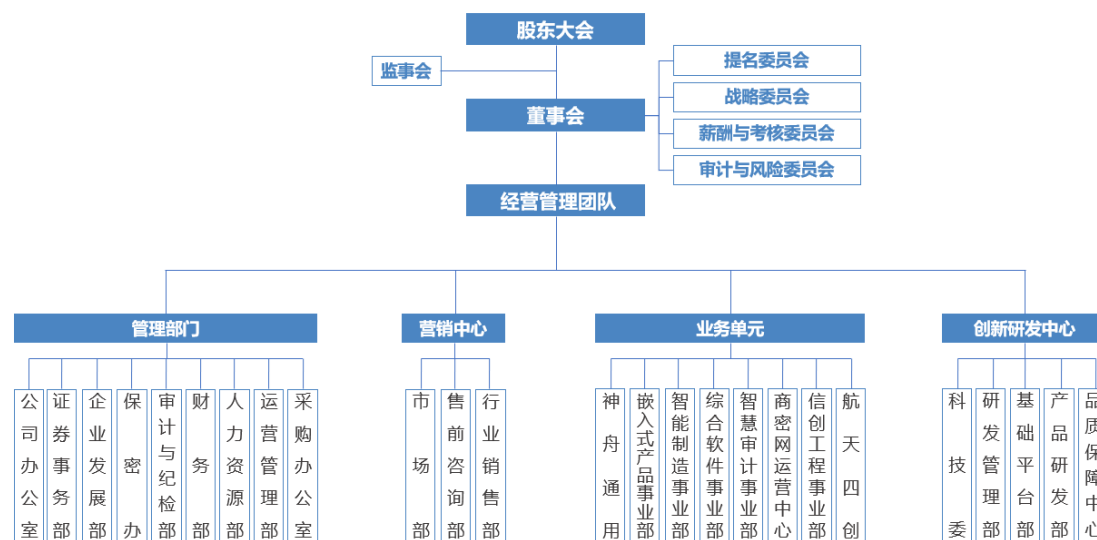 股东大会
监事会
提名委员会
战略委员会
董事会
薪酬与考核委员会
审计与风险委员会
经营管理团队
管理部门
营销中心
业务单元
创新研发中心
公司办公室
证券事务部
企业发展部
保密办
审计与纪检部
财务部
人力资源部
运营管理部
采购办公室
市场部
售前咨询部
行业销售部
神舟通用
嵌入式产品事业部
智能制造事业部
综合软件事业部
智慧审计事业部
商密网运营中心
信创工程事业部
航天四创
科技委
研发管理部
基础平台部
产品研发部
品质保障中心